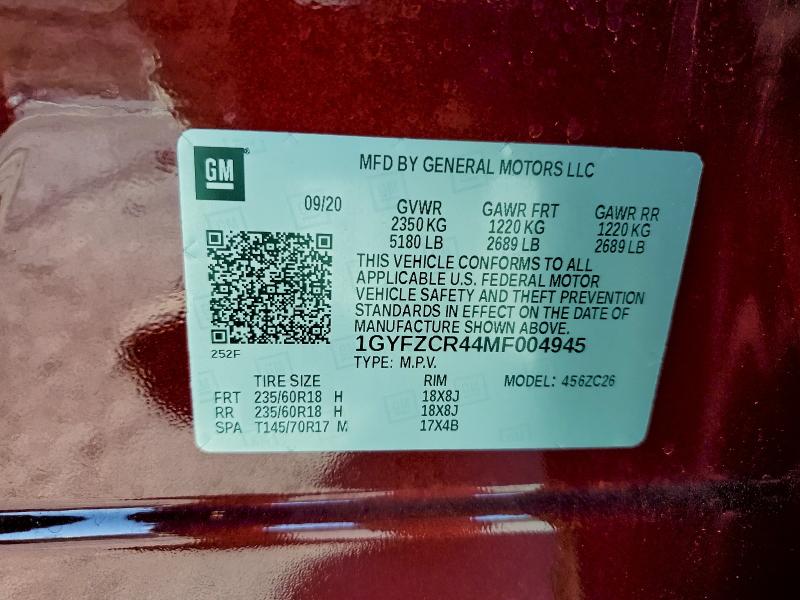 GM
MFD BY GENERAL MOTORS LLC
09/20 GVWR GAWR FRT GAWR RR
2350 KG 1220 KG 1220 KG
5180 LB 2689 LB 2689 LB
THIS VEHICLE CONFORMS TO ALL
APPLICABLE U.S. FEDERAL MOTOR
VEHICLE SAFETY AND THEFT PREVENTION
STANDARDS IN EFFECT ON THE DATE OF
MANUFACTURE SHOWN ABOVE.
252F
1GYFZCR44MF004945
TYPE: M.P.V.
TIRE SIZE RIM MODEL: 456ZC26
FRT 235/60R18 H 18X8J
RR 235/60R18 H 18X8J
SPA T145/70R17 M 17X4B